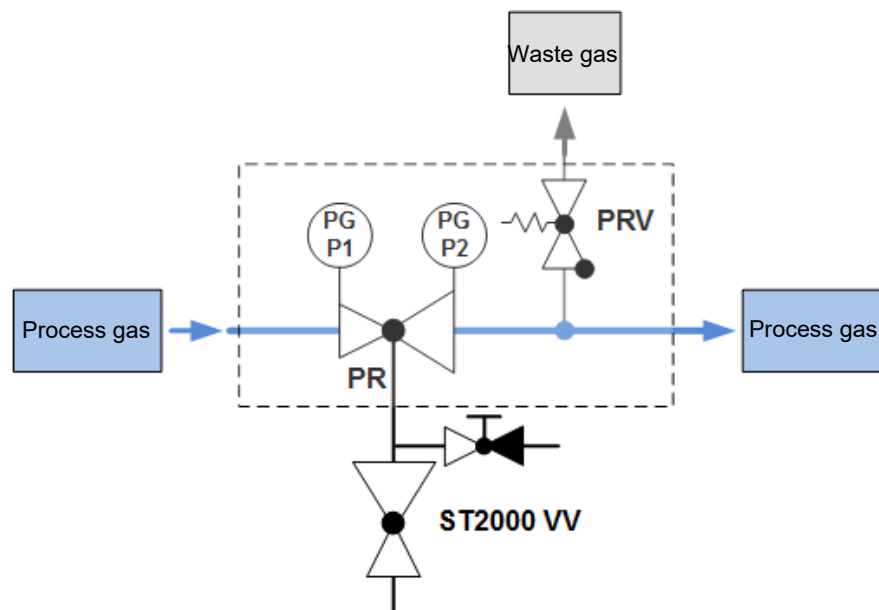 Waste gas
PG
P1
PG
P2
PRV
Process gas
Process gas
PR
ST2000 VV